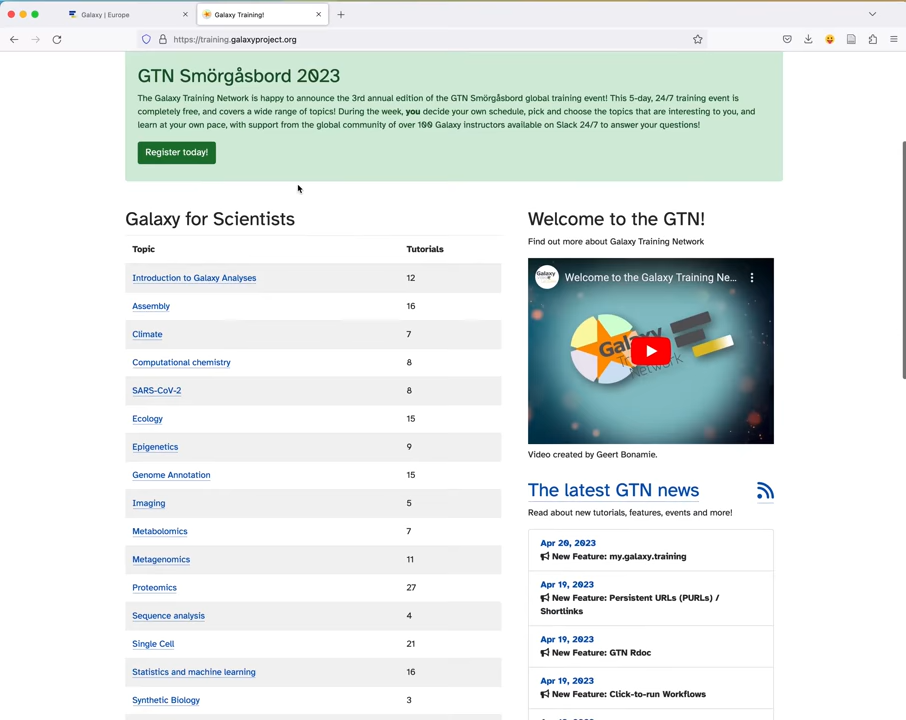 Galaxy | Europe
Galaxy Training!
https://training.galaxyproject.org
GTN Smörgåsbord 2023
The Galaxy Training Network is happy to announce the 3rd annual edition of the GTN Smörgåsbord global training event! This 5-day, 24/7 training event is
completely free, and covers a wide range of topics! During the week, you decide your own schedule, pick and choose the topics that are interesting to you, and
learn at your own pace, with support from the global community of over 100 Galaxy instructors available on Slack 24/7 to answer your questions!
Register today!
Galaxy for Scientists
Topic Tutorials
Introduction to Galaxy Analyses 12
Assembly 16
Climate 7
Computational chemistry 8
SARS-CoV-2 8
Ecology 15
Epigenetics 9
Genome Annotation 15
Imaging 5
Metabolomics 7
Metagenomics 11
Proteomics 27
Sequence analysis 4
Single Cell 21
Statistics and machine learning 16
Synthetic Biology 3
Welcome to the GTN!
Find out more about Galaxy Training Network
Galaxy
Welcome to the Galaxy Training Ne...
Galaxy
Training
Network
Video created by Geert Bonamie.
The latest GTN news
Read about new tutorials, features, events and more!
Apr 20, 2023
New Feature: my.galaxy.training
Apr 19, 2023
New Feature: Persistent URLs (PURLs) /
Shortlinks
Apr 19, 2023
New Feature: GTN Rdoc
Apr 19, 2023
New Feature: Click-to-run Workflows